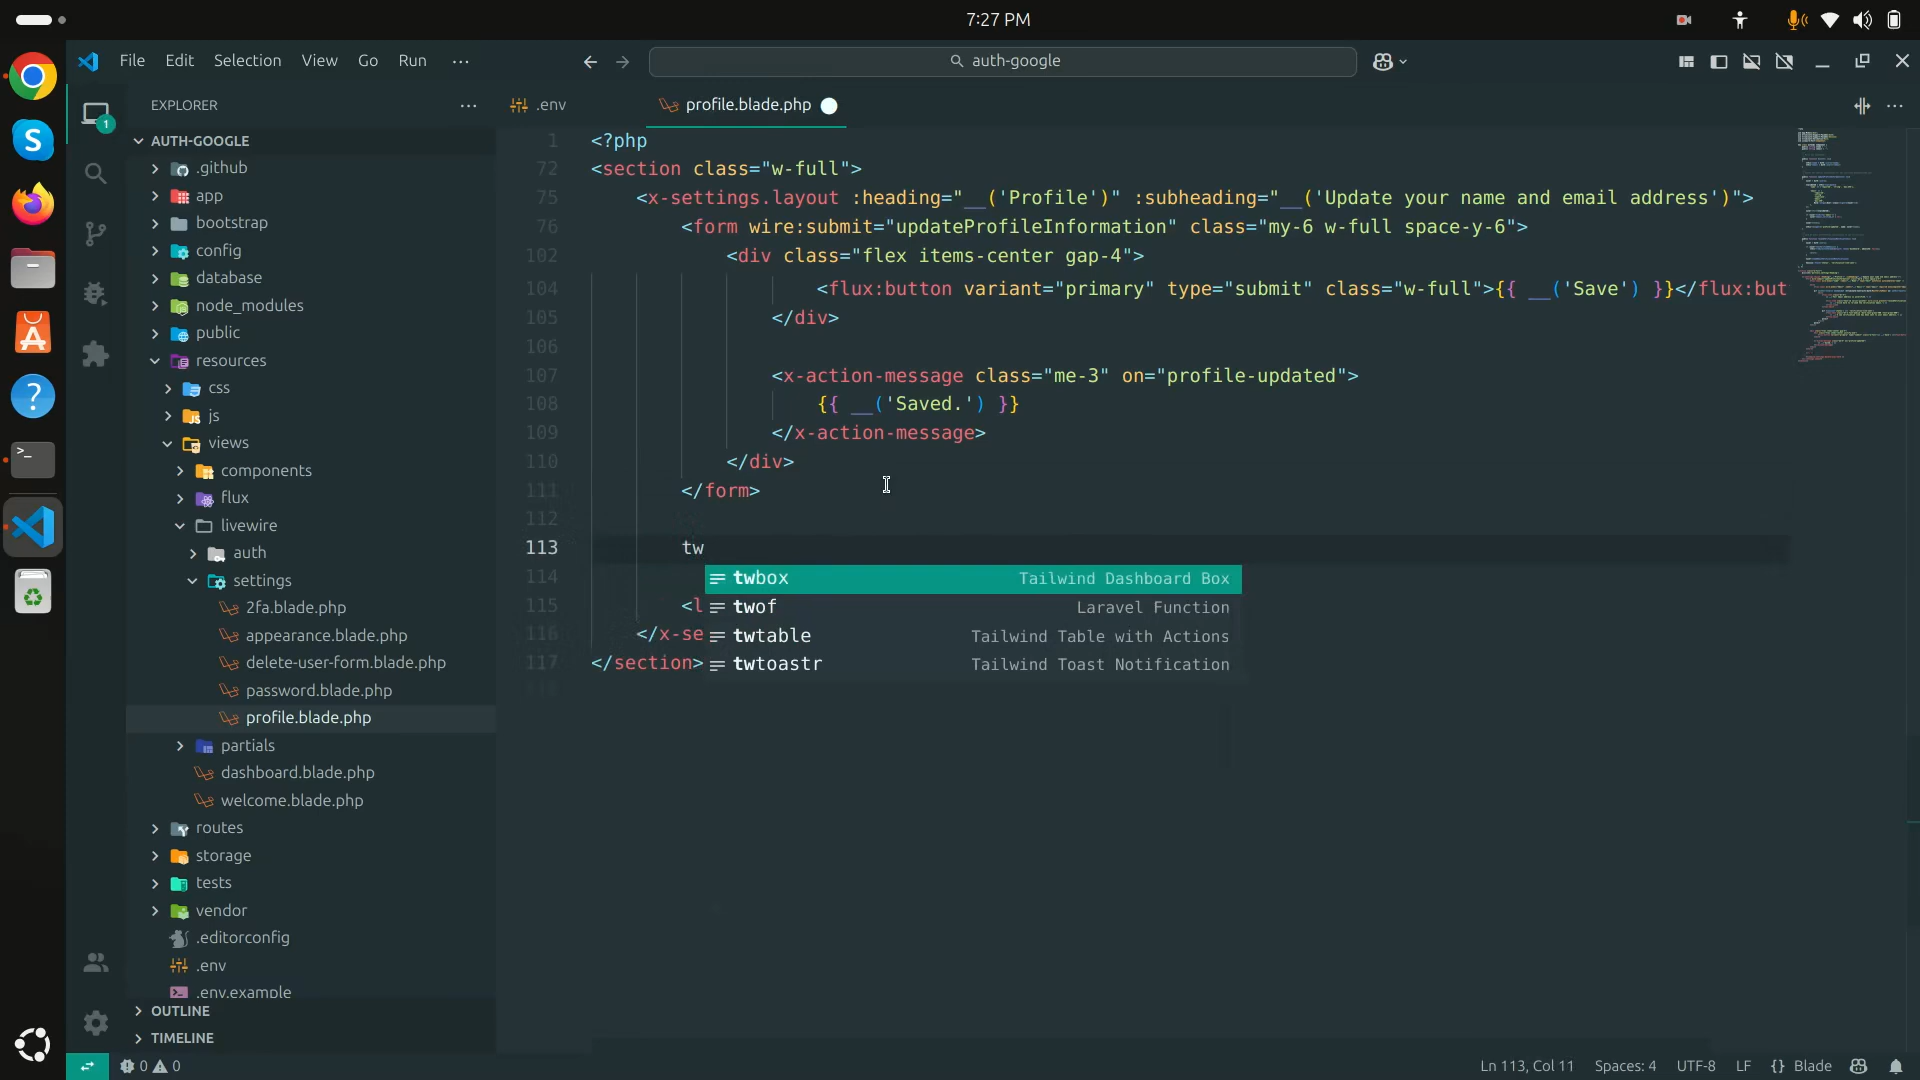 7:27 PM
File Edit Selection View Go Run ...
auth-google
EXPLORER
AUTH-GOOGLE
.github
app
bootstrap
config
database
node_modules
public
resources
css
js
views
components
flux
livewire
auth
settings
2fa.blade.php
appearance.blade.php
delete-user-form.blade.php
password.blade.php
profile.blade.php
partials
dashboard.blade.php
welcome.blade.php
routes
storage
tests
vendor
.editorconfig
.env
.env.example
OUTLINE
TIMELINE
.env profile.blade.php
1 <?php
72 <section class="w-full">
75 <x-settings.layout :heading="__('Profile')" :subheading="__('Update your name and email address')">
76 <form wire:submit="updateProfileInformation" class="my-6 w-full space-y-6">
102 <div class="flex items-center gap-4">
104 <flux:button variant="primary" type="submit" class="w-full">{{ __('Save') }}</flux:but
105 </div>
106
107 <x-action-message class="me-3" on="profile-updated">
108 {{ __('Saved.') }}
109 </x-action-message>
110 </div>
111 </form>
112
113 tw
114
115 <l
116 </x-se
117 </section>
twbox Tailwind Dashboard Box
twof Laravel Function
twtable Tailwind Table with Actions
twtoastr Tailwind Toast Notification
1
0 0
Ln 113, Col 11 Spaces: 4 UTF-8 LF {} Blade